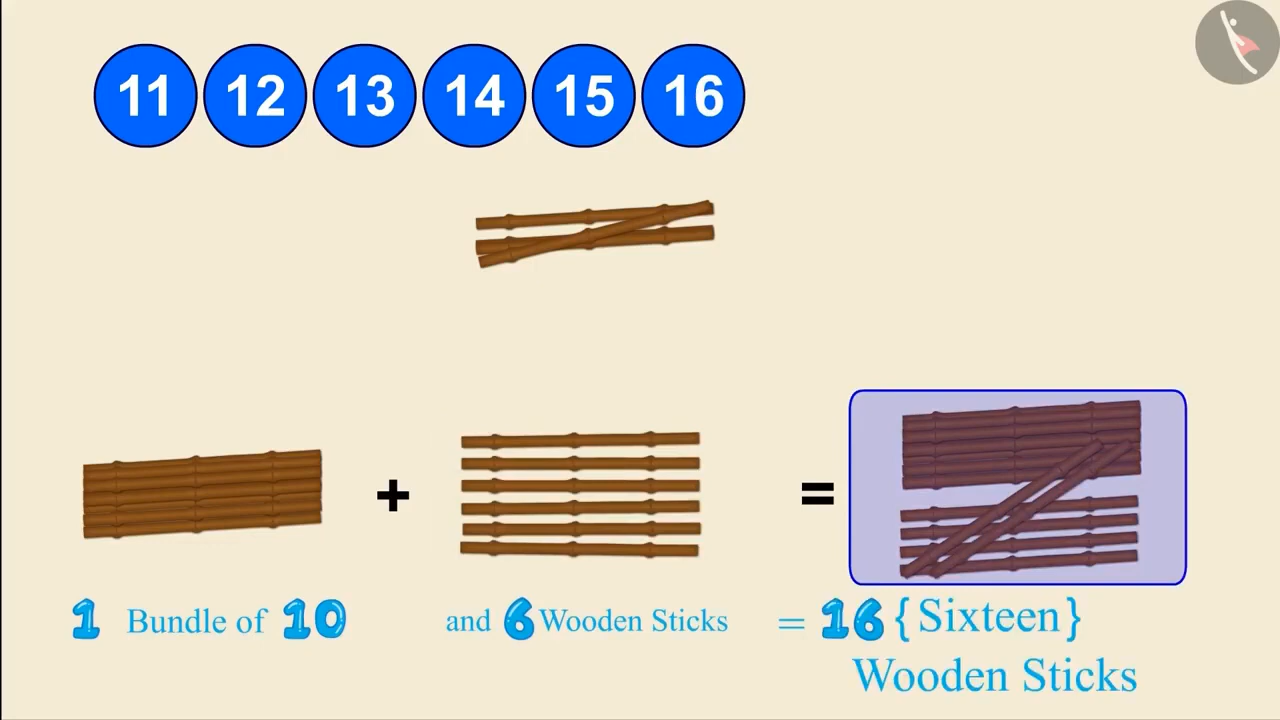 11 12 13 14 15 16
+ =
1 Bundle of 10 and 6 Wooden Sticks = 16 {Sixteen}
Wooden Sticks